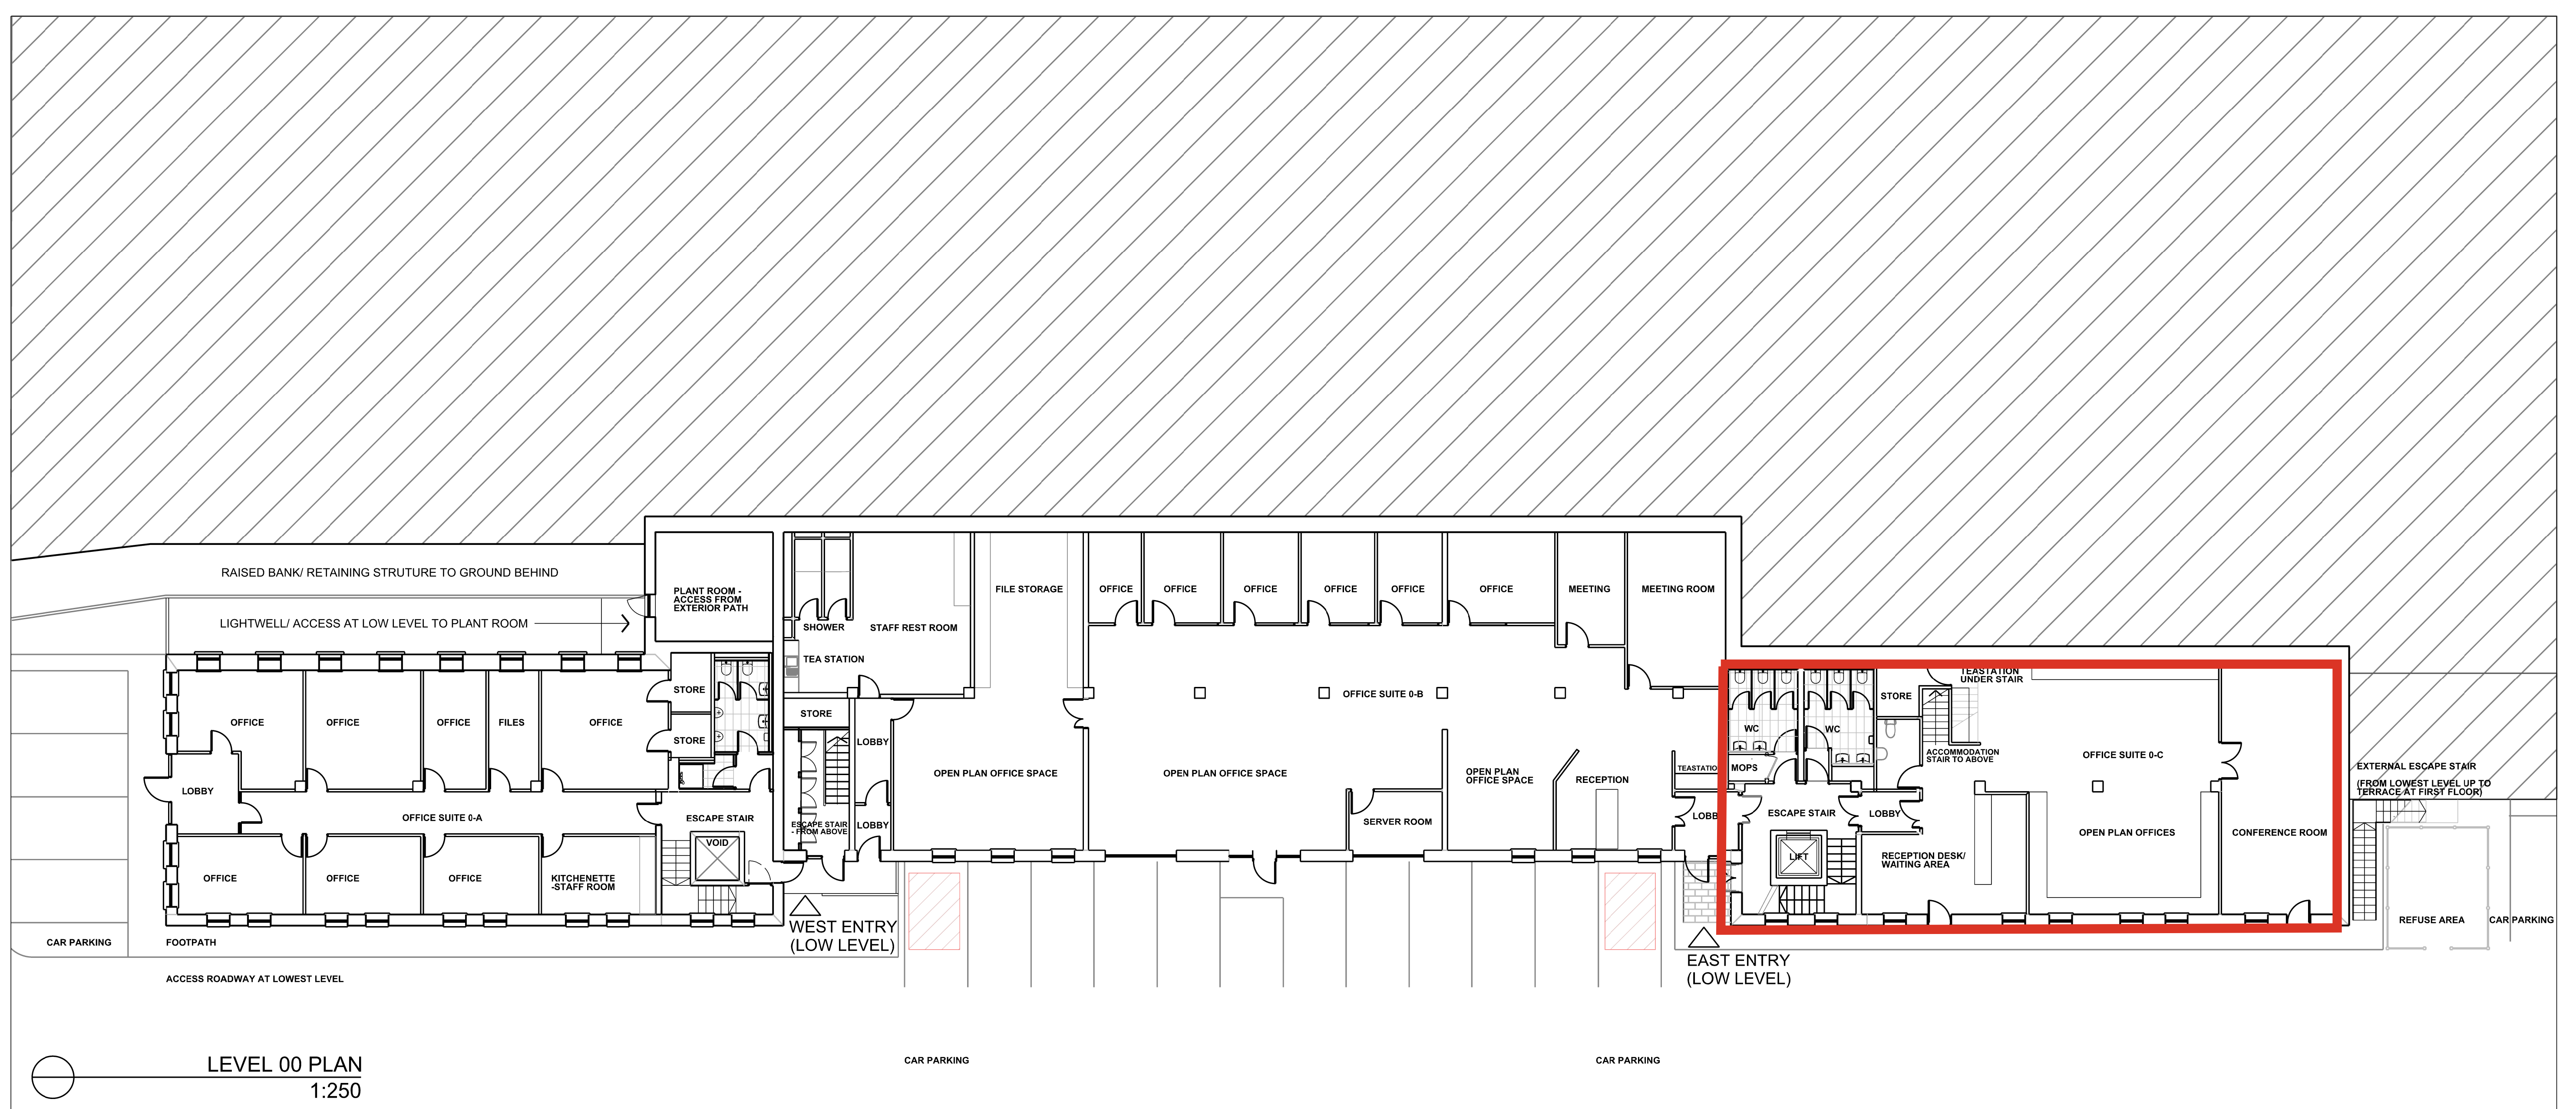 RAISED BANK/ RETAINING STRUTURE TO GROUND BEHIND
LIGHTWELL/ ACCESS AT LOW LEVEL TO PLANT ROOM
PLANT ROOM -
ACCESS FROM
EXTERIOR PATH
SHOWER
STAFF REST ROOM
TEA STATION
FILE STORAGE
OFFICE
OFFICE
OFFICE
OFFICE
OFFICE
OFFICE
MEETING
MEETING ROOM
OFFICE
OFFICE
OFFICE
FILES
OFFICE
STORE
STORE
STORE
LOBBY
LOBBY
LOBBY
OFFICE SUITE 0-A
ESCAPE STAIR
VOID
ESCAPE STAIR
- FROM ABOVE
OFFICE
OFFICE
OFFICE
KITCHENETTE
-STAFF ROOM
OPEN PLAN OFFICE SPACE
OPEN PLAN OFFICE SPACE
OFFICE SUITE 0-B
SERVER ROOM
OPEN PLAN
OFFICE SPACE
RECEPTION
TEASTATIO
LOBB
WC
WC
MOPS
STORE
TEASTATION
UNDER STAIR
ACCOMMODATION
STAIR TO ABOVE
ESCAPE STAIR
LIFT
LOBBY
RECEPTION DESK/
WAITING AREA
OFFICE SUITE 0-C
OPEN PLAN OFFICES
CONFERENCE ROOM
EXTERNAL ESCAPE STAIR
(FROM LOWEST LEVEL UP TO
TERRACE AT FIRST FLOOR)
REFUSE AREA
CAR PARKING
CAR PARKING
FOOTPATH
WEST ENTRY
(LOW LEVEL)
EAST ENTRY
(LOW LEVEL)
ACCESS ROADWAY AT LOWEST LEVEL
CAR PARKING
CAR PARKING
LEVEL 00 PLAN
1:250